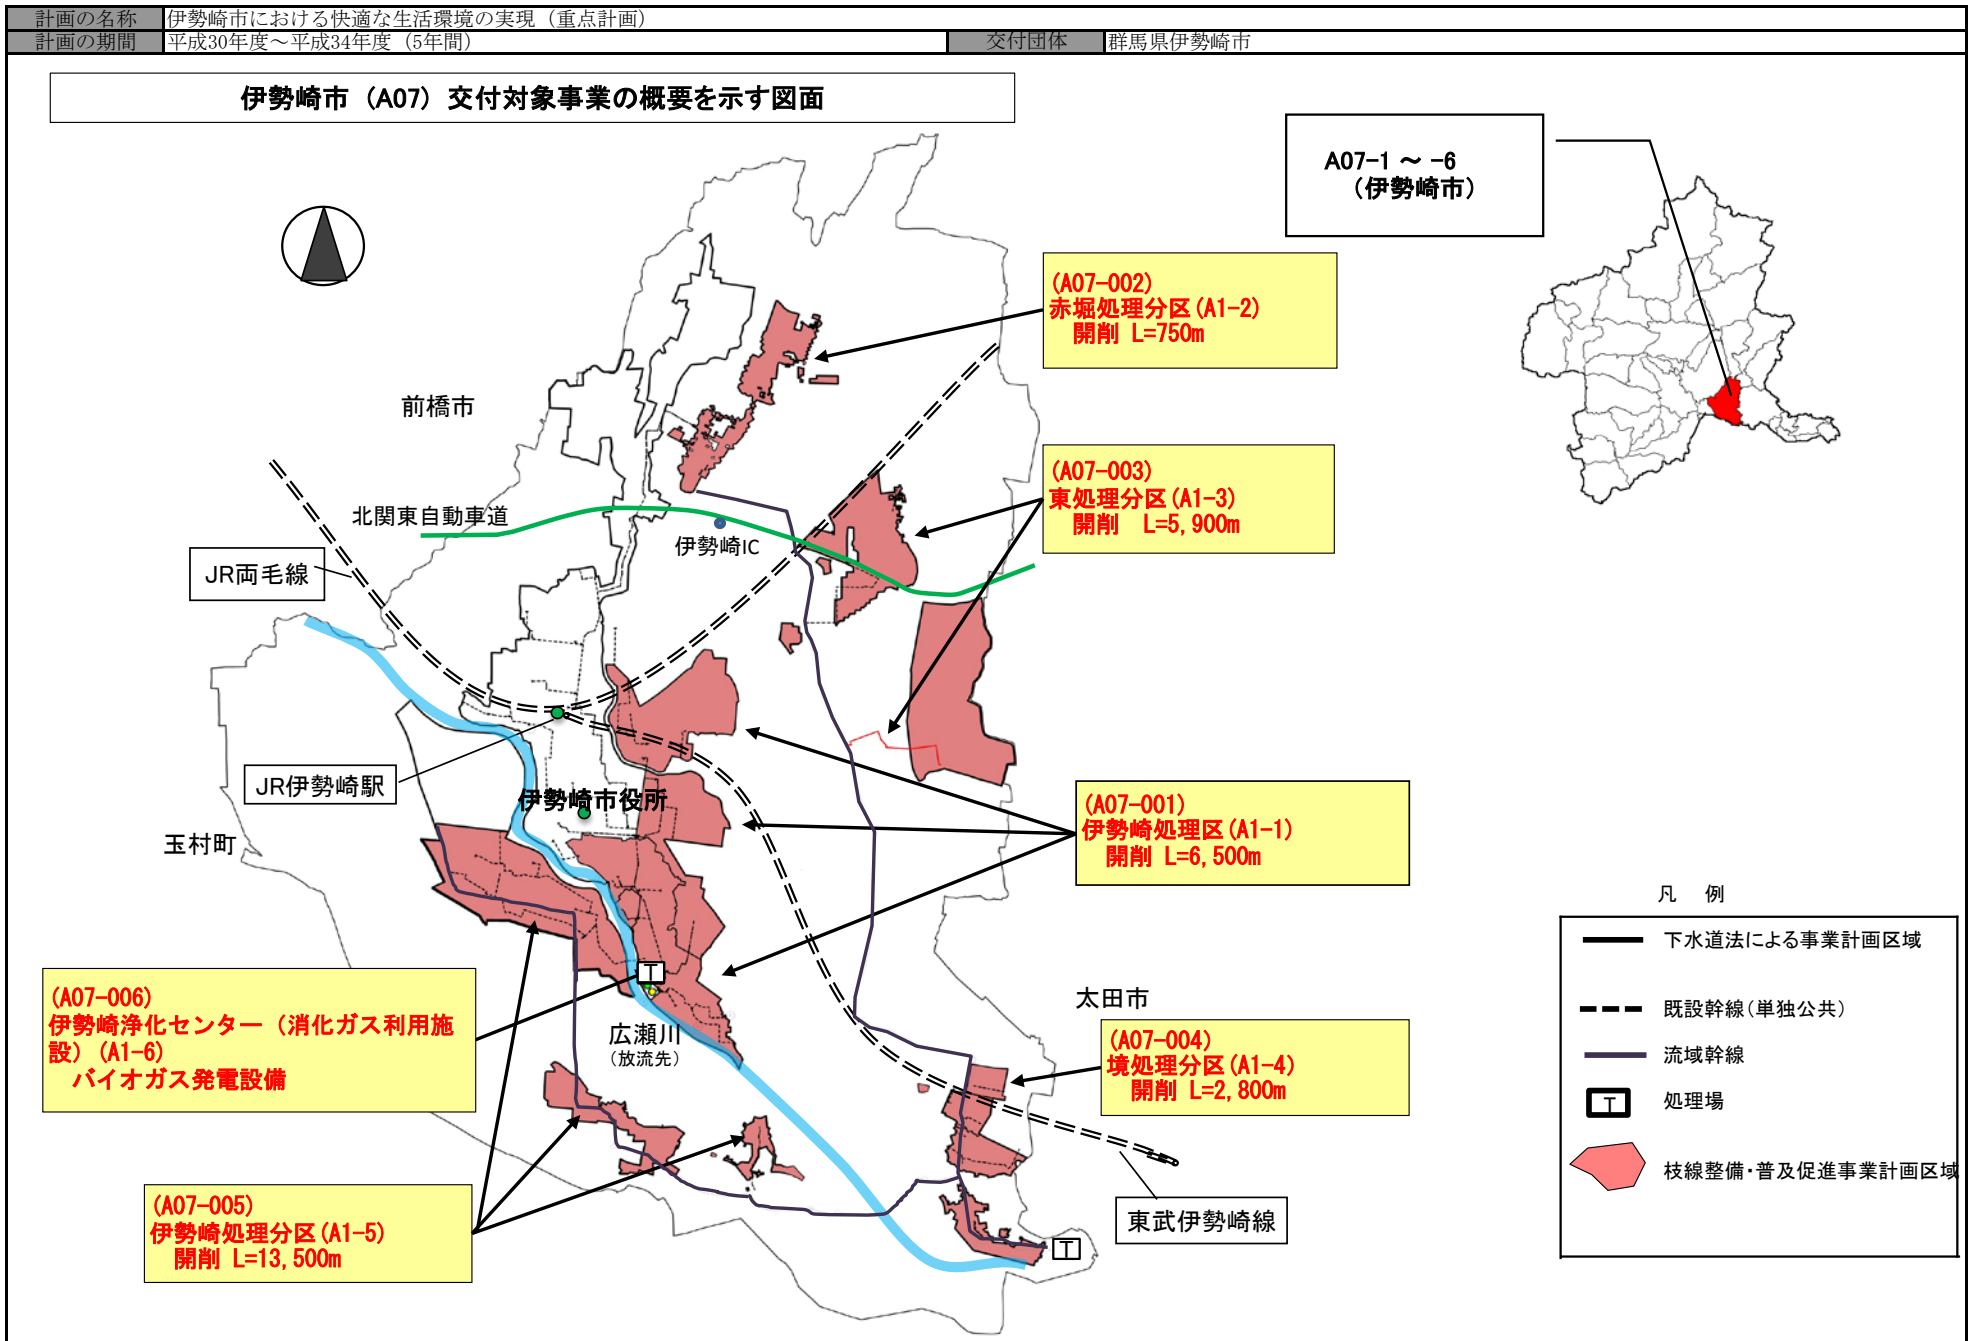 計画の名称 伊勢崎市における快適な生活環境の実現（重点計画）
計画の期間 平成30年度～平成34年度（5年間） 交付団体 群馬県伊勢崎市
伊勢崎市（A07）交付対象事業の概要を示す図面
A07-1 ～ -6
（伊勢崎市）
(A07-002)
赤堀処理分区(A1-2)
開削 L=750m
前橋市
(A07-003)
東処理分区(A1-3)
開削 L=5,900m
北関東自動車道
伊勢崎IC
JR両毛線
JR伊勢崎駅
伊勢崎市役所
(A07-001)
伊勢崎処理区(A1-1)
開削 L=6,500m
玉村町
(A07-006)
伊勢崎浄化センター（消化ガス利用施
設）(A1-6)
バイオガス発電設備
T
広瀬川
（放流先）
太田市
(A07-004)
境処理分区(A1-4)
開削 L=2,800m
(A07-005)
伊勢崎処理分区(A1-5)
開削 L=13,500m
東武伊勢崎線
T
凡 例
下水道法による事業計画区域
既設幹線（単独公共）
流域幹線
T 処理場
枝線整備・普及促進事業計画区域